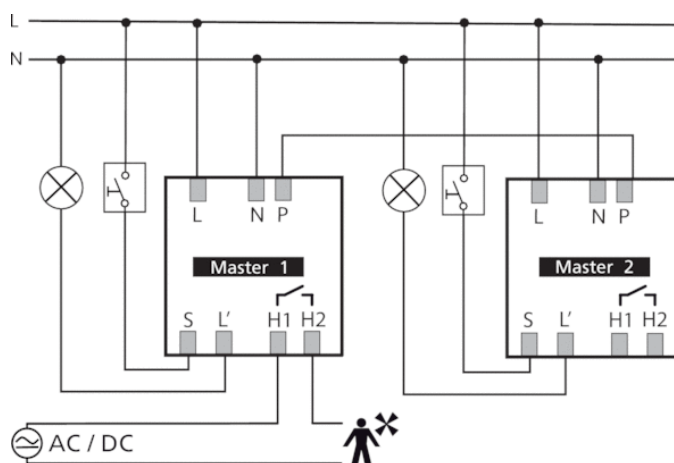 L
N
L N P
L N P
Master 1
Master 2
S L' H1 H2
S L' H1 H2
AC / DC